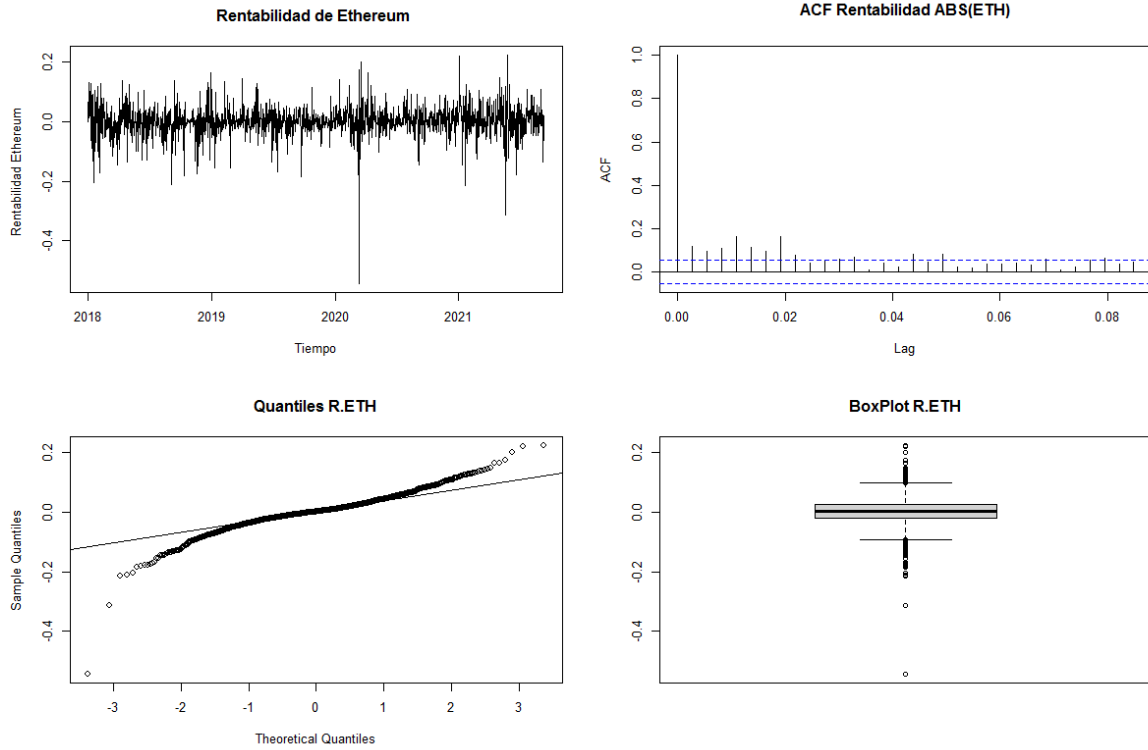 Rentabilidad de Ethereum
Rentabilidad Ethereum
0.2
0.0
-0.2
-0.4
2018 2019 2020 2021
Tiempo
ACF Rentabilidad ABS(ETH)
ACF
1.0
0.8
0.6
0.4
0.2
0.0
0.00 0.02 0.04 0.06 0.08
Lag
Quantiles R.ETH
Sample Quantiles
0.2
0.0
-0.2
-0.4
-3 -2 -1 0 1 2 3
Theoretical Quantiles
BoxPlot R.ETH
0.2
0.0
-0.2
-0.4